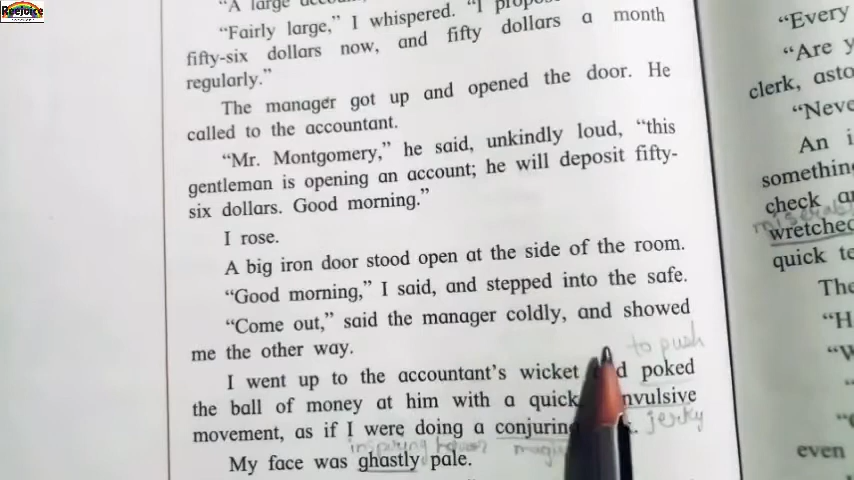 Reejoice
"A large
"Fairly large," I whispered. "I
fifty-six dollars now, and fifty dollars a month
regularly."
The manager got up and opened the door. He
called to the accountant.
"Mr. Montgomery," he said, unkindly loud, "this
gentleman is opening an account; he will deposit fifty-
six dollars. Good morning."
I rose.
A big iron door stood open at the side of the room.
"Good morning," I said, and stepped into the safe.
"Come out," said the manager coldly, and showed
me the other way.
to push
I went up to the accountant's wicket poked
the ball of money at him with a quick nvulsive
movement, as if I were doing a conjuring
jerky
My face was ghastly pale.
"Every
"Are y
clerk, asto
"Neve
An i
somethin
check a
wretched
quick te
The
"H
"W
even